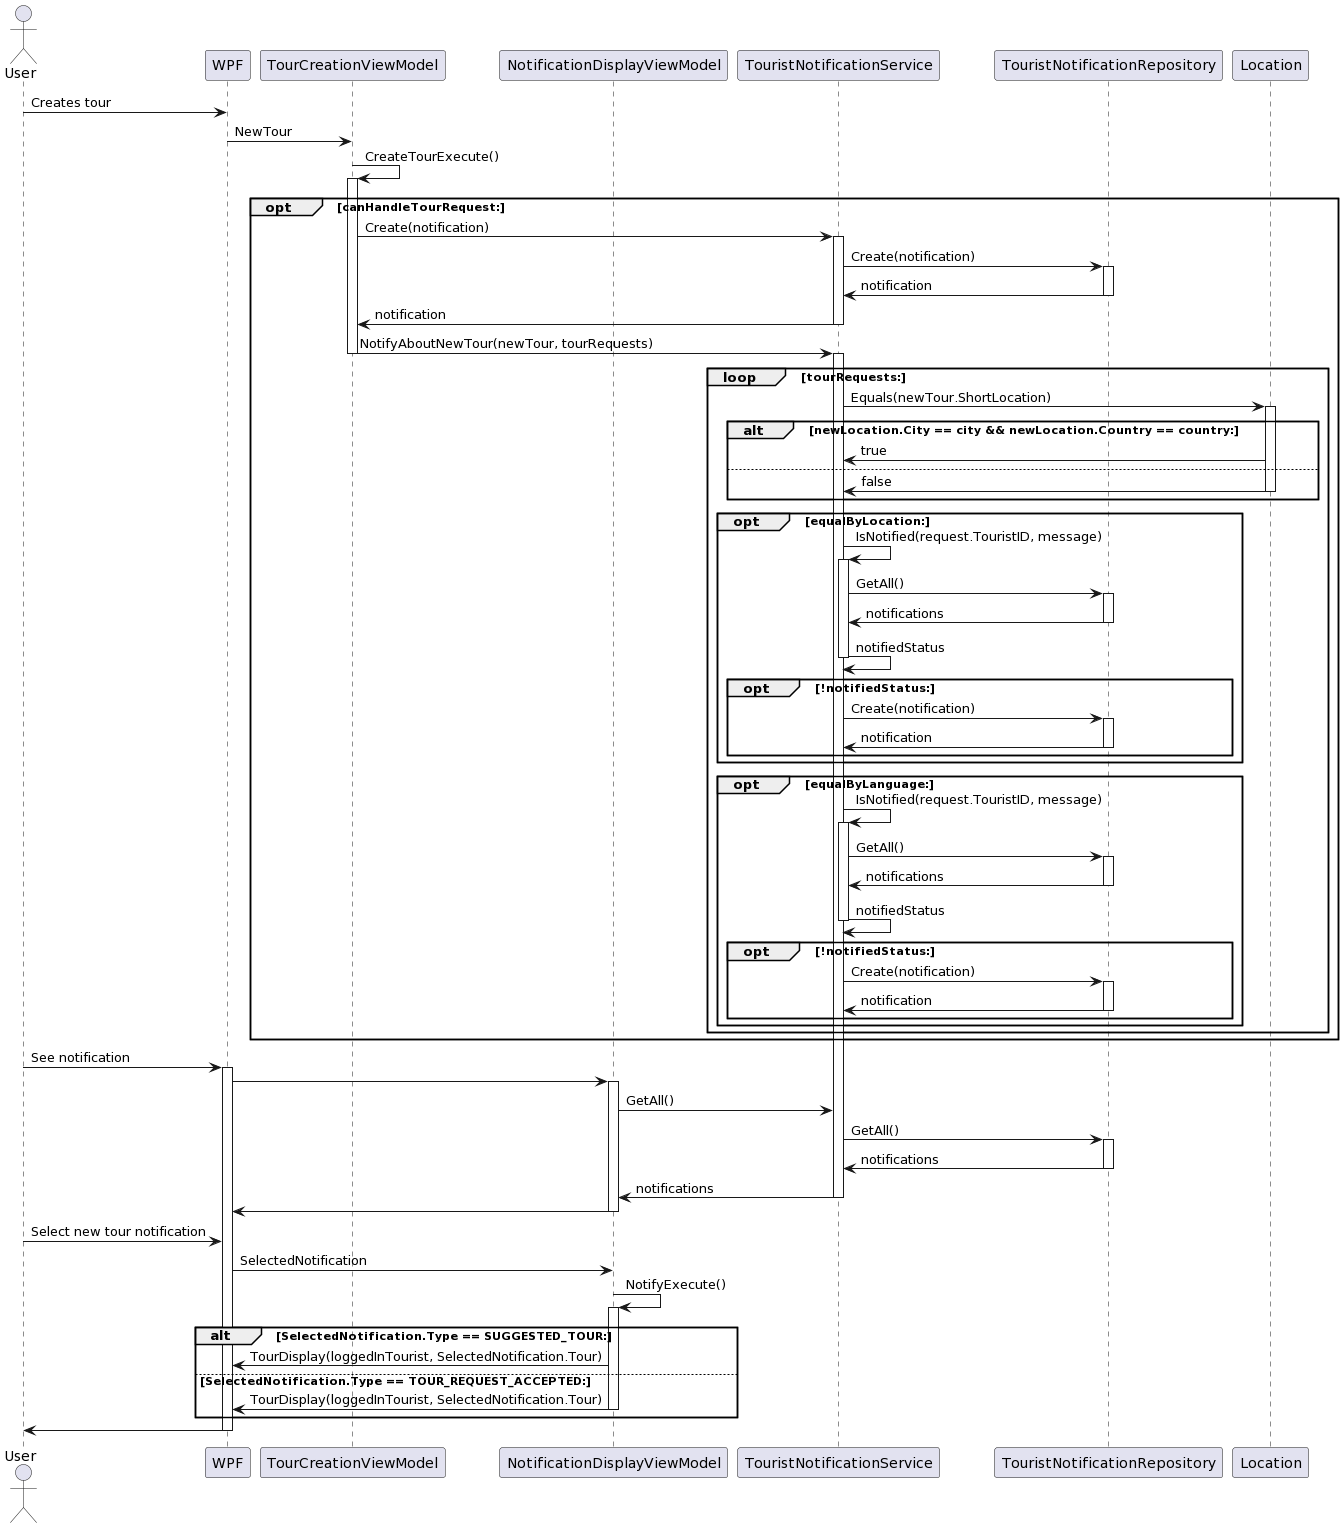 User
WPF
TourCreationViewModel
NotificationDisplayViewModel
TouristNotificationService
TouristNotificationRepository
Location
Creates tour
NewTour
CreateTourExecute()
opt
[canHandleTourRequest:]
Create(notification)
Create(notification)
notification
notification
NotifyAboutNewTour(newTour, tourRequests)
loop
[tourRequests:]
Equals(newTour.ShortLocation)
alt
[newLocation.City == city && newLocation.Country == country:]
true
false
opt
[equalByLocation:]
IsNotified(request.TouristID, message)
GetAll()
notifications
notifiedStatus
opt
[!notifiedStatus:]
Create(notification)
notification
opt
[equalByLanguage:]
IsNotified(request.TouristID, message)
GetAll()
notifications
notifiedStatus
opt
[!notifiedStatus:]
Create(notification)
notification
See notification
GetAll()
GetAll()
notifications
notifications
Select new tour notification
SelectedNotification
NotifyExecute()
alt
[SelectedNotification.Type == SUGGESTED_TOUR:]
TourDisplay(loggedInTourist, SelectedNotification.Tour)
[SelectedNotification.Type == TOUR_REQUEST_ACCEPTED:]
TourDisplay(loggedInTourist, SelectedNotification.Tour)
User
WPF
TourCreationViewModel
NotificationDisplayViewModel
TouristNotificationService
TouristNotificationRepository
Location